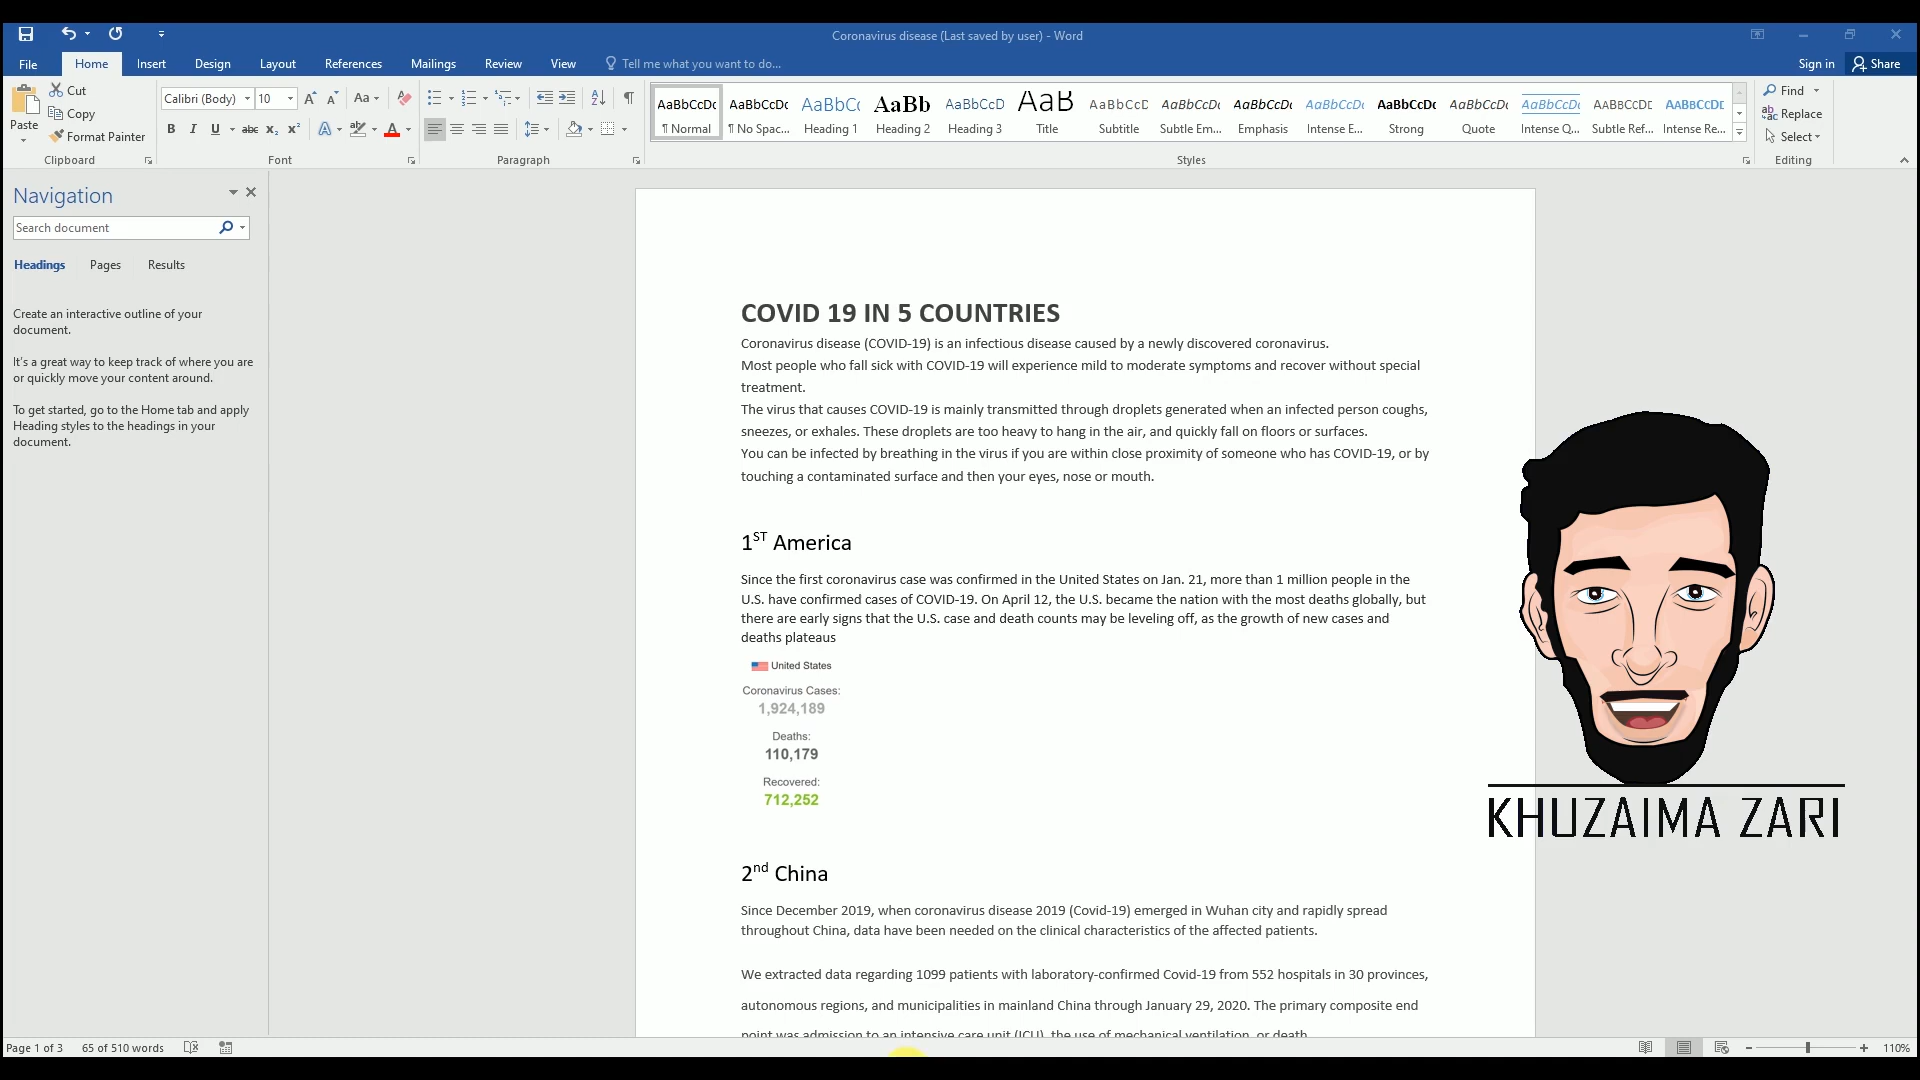 Coronavirus disease (Last saved by user) - Word
File Home Insert Design Layout References Mailings Review View Tell me what you want to do... Sign in Share
Paste
Cut
Copy
Format Painter
Clipboard
Calibri (Body) 10
Font
Paragraph
AaBbCcDc AaBbCcDc AaBbCc AaBb AaBbCcD AaB AaBbCcD AaBbCcDc AaBbCcDc AaBbCcDc AaBbCcDc AaBbCcDc AaBbCcDc AABBCCDE AABBCCDE
¶ Normal ¶ No Spac... Heading 1 Heading 2 Heading 3 Title Subtitle Subtle Em... Emphasis Intense E... Strong Quote Intense Q... Subtle Ref... Intense Re...
Styles
Find
Replace
Select
Editing
Navigation
Search document
Headings Pages Results
Create an interactive outline of your
document.
It's a great way to keep track of where you are
or quickly move your content around.
To get started, go to the Home tab and apply
Heading styles to the headings in your
document.
COVID 19 IN 5 COUNTRIES
Coronavirus disease (COVID-19) is an infectious disease caused by a newly discovered coronavirus.
Most people who fall sick with COVID-19 will experience mild to moderate symptoms and recover without special
treatment.
The virus that causes COVID-19 is mainly transmitted through droplets generated when an infected person coughs,
sneezes, or exhales. These droplets are too heavy to hang in the air, and quickly fall on floors or surfaces.
You can be infected by breathing in the virus if you are within close proximity of someone who has COVID-19, or by
touching a contaminated surface and then your eyes, nose or mouth.
1ST America
Since the first coronavirus case was confirmed in the United States on Jan. 21, more than 1 million people in the
U.S. have confirmed cases of COVID-19. On April 12, the U.S. became the nation with the most deaths globally, but
there are early signs that the U.S. case and death counts may be leveling off, as the growth of new cases and
deaths plateaus
United States
Coronavirus Cases:
1,924,189
Deaths:
110,179
Recovered:
712,252
2nd China
Since December 2019, when coronavirus disease 2019 (Covid-19) emerged in Wuhan city and rapidly spread
throughout China, data have been needed on the clinical characteristics of the affected patients.
We extracted data regarding 1099 patients with laboratory-confirmed Covid-19 from 552 hospitals in 30 provinces,
autonomous regions, and municipalities in mainland China through January 29, 2020. The primary composite end
point was admission to an intensive care unit (ICU), the use of mechanical ventilation, or death
KHUZAIMA ZARI
Page 1 of 3 65 of 510 words 110%